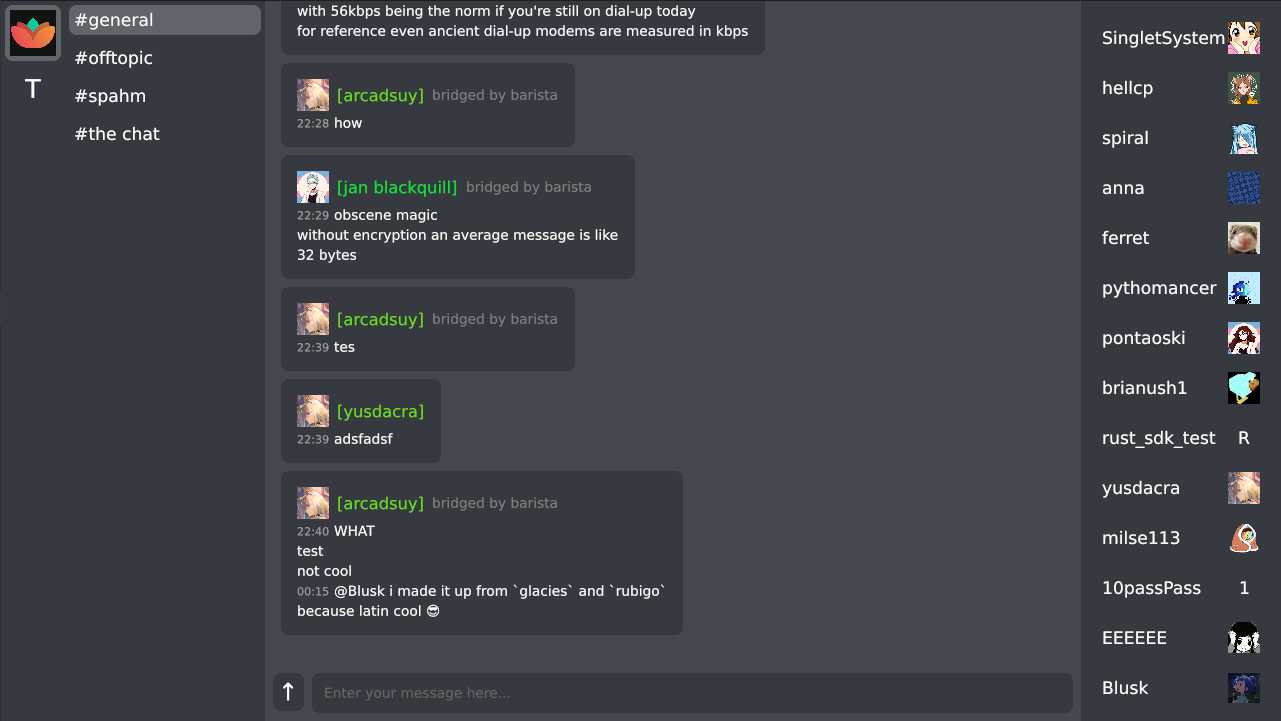 T
#general
#offtopic
#spahm
#the chat
with 56kbps being the norm if you're still on dial-up today
for reference even ancient dial-up modems are measured in kbps
[arcadsuy] bridged by barista
22:28 how
[jan blackquill] bridged by barista
22:29 obscene magic
without encryption an average message is like
32 bytes
[arcadsuy] bridged by barista
22:39 tes
[yusdacra]
22:39 adsfadsf
[arcadsuy] bridged by barista
22:40 WHAT
test
not cool
00:15 @Blusk i made it up from `glacies` and `rubigo`
because latin cool 😎
↑
Enter your message here...
SingletSystem
hellcp
spiral
anna
ferret
pythomancer
pontaoski
brianush1
rust_sdk_test R
yusdacra
milse113
10passPass 1
EEEEEE
Blusk